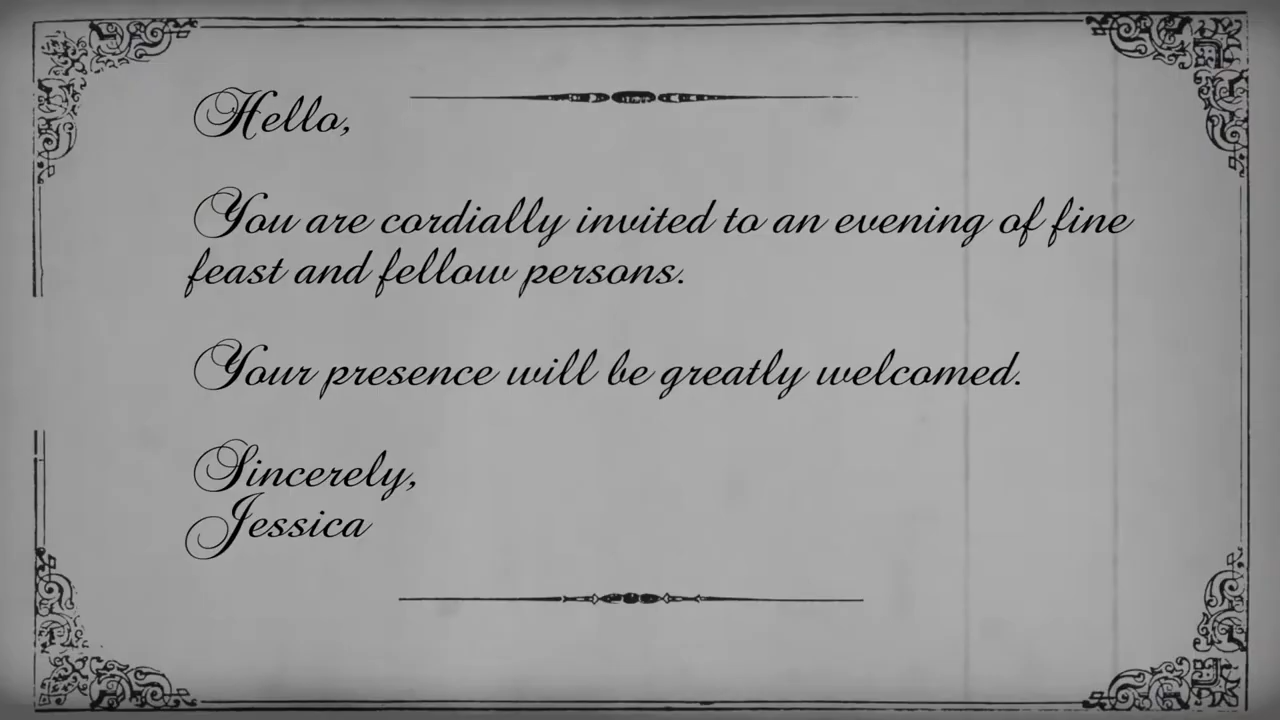 Hello,
You are cordially invited to an evening of fine
feast and fellow persons.
Your presence will be greatly welcomed.
Sincerely,
Jessica